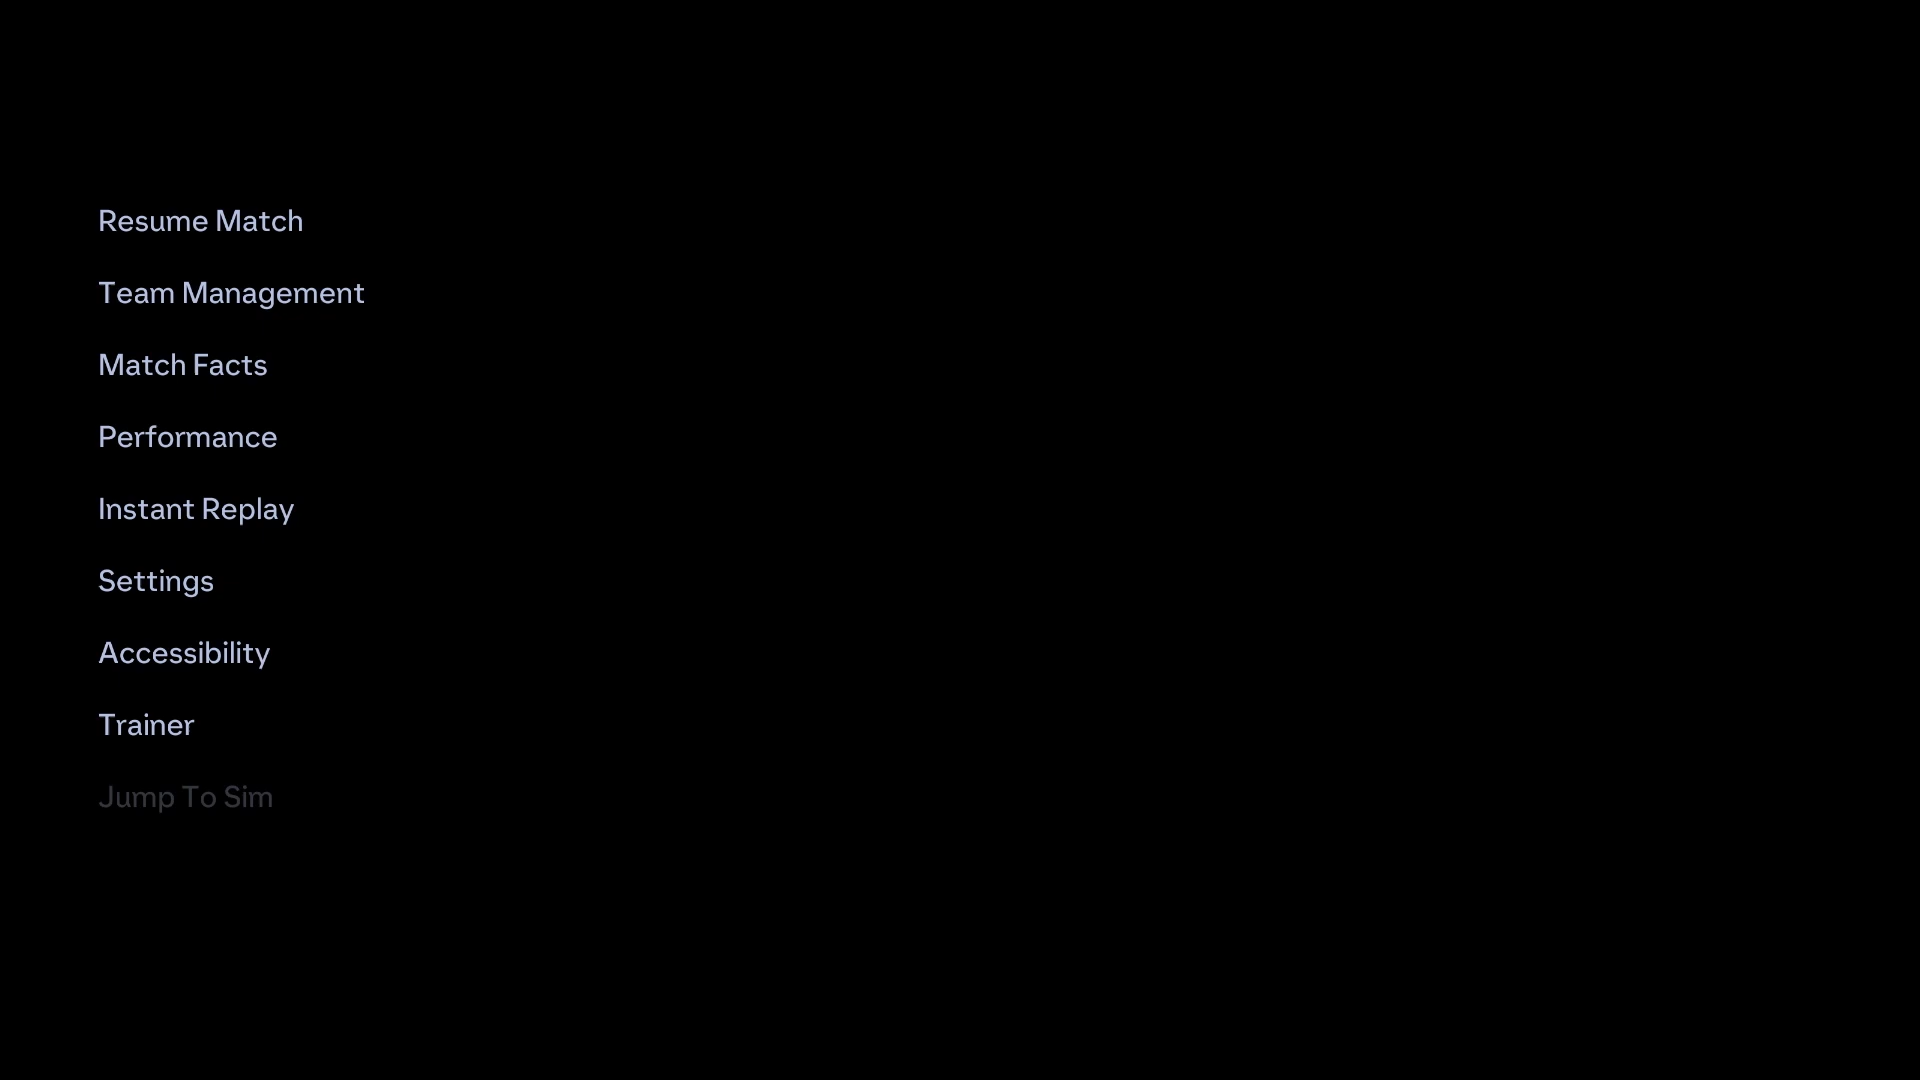 Resume Match
Team Management
Match Facts
Performance
Instant Replay
Settings
Accessibility
Trainer
Jump To Sim